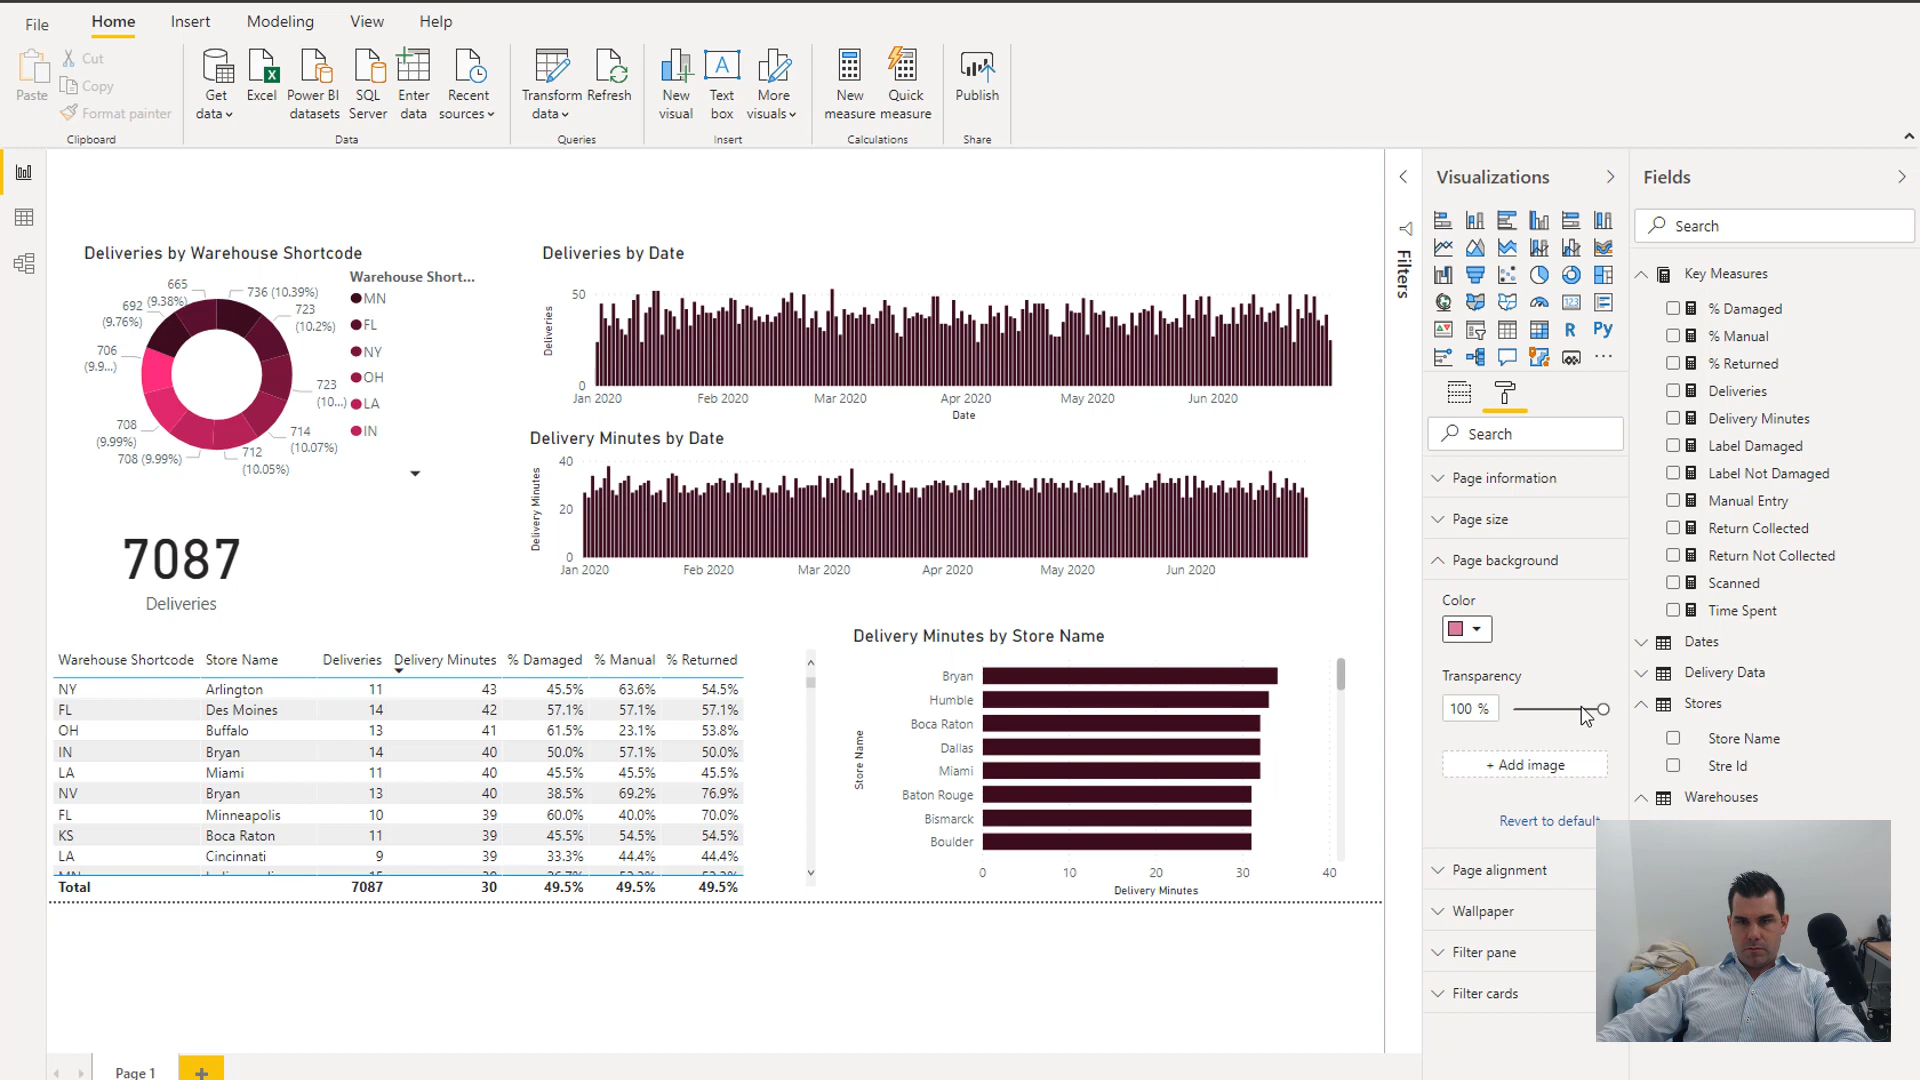 File Home Insert Modeling View Help
Paste Cut Copy Format painter
Get data Excel Power BI datasets SQL Server Enter data Recent sources
Transform data Refresh New visual Text box More visuals New measure Quick measure Publish
Clipboard Data Queries Insert Calculations Share
Visualizations
Fields
Search
Filters
Deliveries by Warehouse Shortcode
Warehouse Short...
MN
FL
NY
OH
LA
IN
736 (10.39%)
723 (10.2%)
723 (10...)
714 (10.07%)
712 (10.05%)
708 (9.99%)
708 (9.99%)
706 (9.9...)
692 (9.76%)
665 (9.38%)
Deliveries by Date
Deliveries
50
0
Jan 2020 Feb 2020 Mar 2020 Apr 2020 May 2020 Jun 2020
Date
Delivery Minutes by Date
Delivery Minutes
40
20
0
Jan 2020 Feb 2020 Mar 2020 Apr 2020 May 2020 Jun 2020
7087
Deliveries
Warehouse Shortcode Store Name Deliveries Delivery Minutes % Damaged % Manual % Returned
NY Arlington 11 43 45.5% 63.6% 54.5%
FL Des Moines 14 42 57.1% 57.1% 57.1%
OH Buffalo 13 41 61.5% 23.1% 53.8%
IN Bryan 14 40 50.0% 57.1% 50.0%
LA Miami 11 40 45.5% 45.5% 45.5%
NV Bryan 13 40 38.5% 69.2% 76.9%
FL Minneapolis 10 39 60.0% 40.0% 70.0%
KS Boca Raton 11 39 45.5% 54.5% 54.5%
LA Cincinnati 9 39 33.3% 44.4% 44.4%
Total 7087 30 49.5% 49.5% 49.5%
Delivery Minutes by Store Name
Store Name
Bryan
Humble
Boca Raton
Dallas
Miami
Baton Rouge
Bismarck
Boulder
0 10 20 30 40
Delivery Minutes
R Py
Search
Page information
Page size
Page background
Color
Transparency
100 %
+ Add image
Revert to default
Page alignment
Wallpaper
Filter pane
Filter cards
Key Measures
% Damaged
% Manual
% Returned
Deliveries
Delivery Minutes
Label Damaged
Label Not Damaged
Manual Entry
Return Collected
Return Not Collected
Scanned
Time Spent
Dates
Delivery Data
Stores
Store Name
Stre Id
Warehouses
Page 1